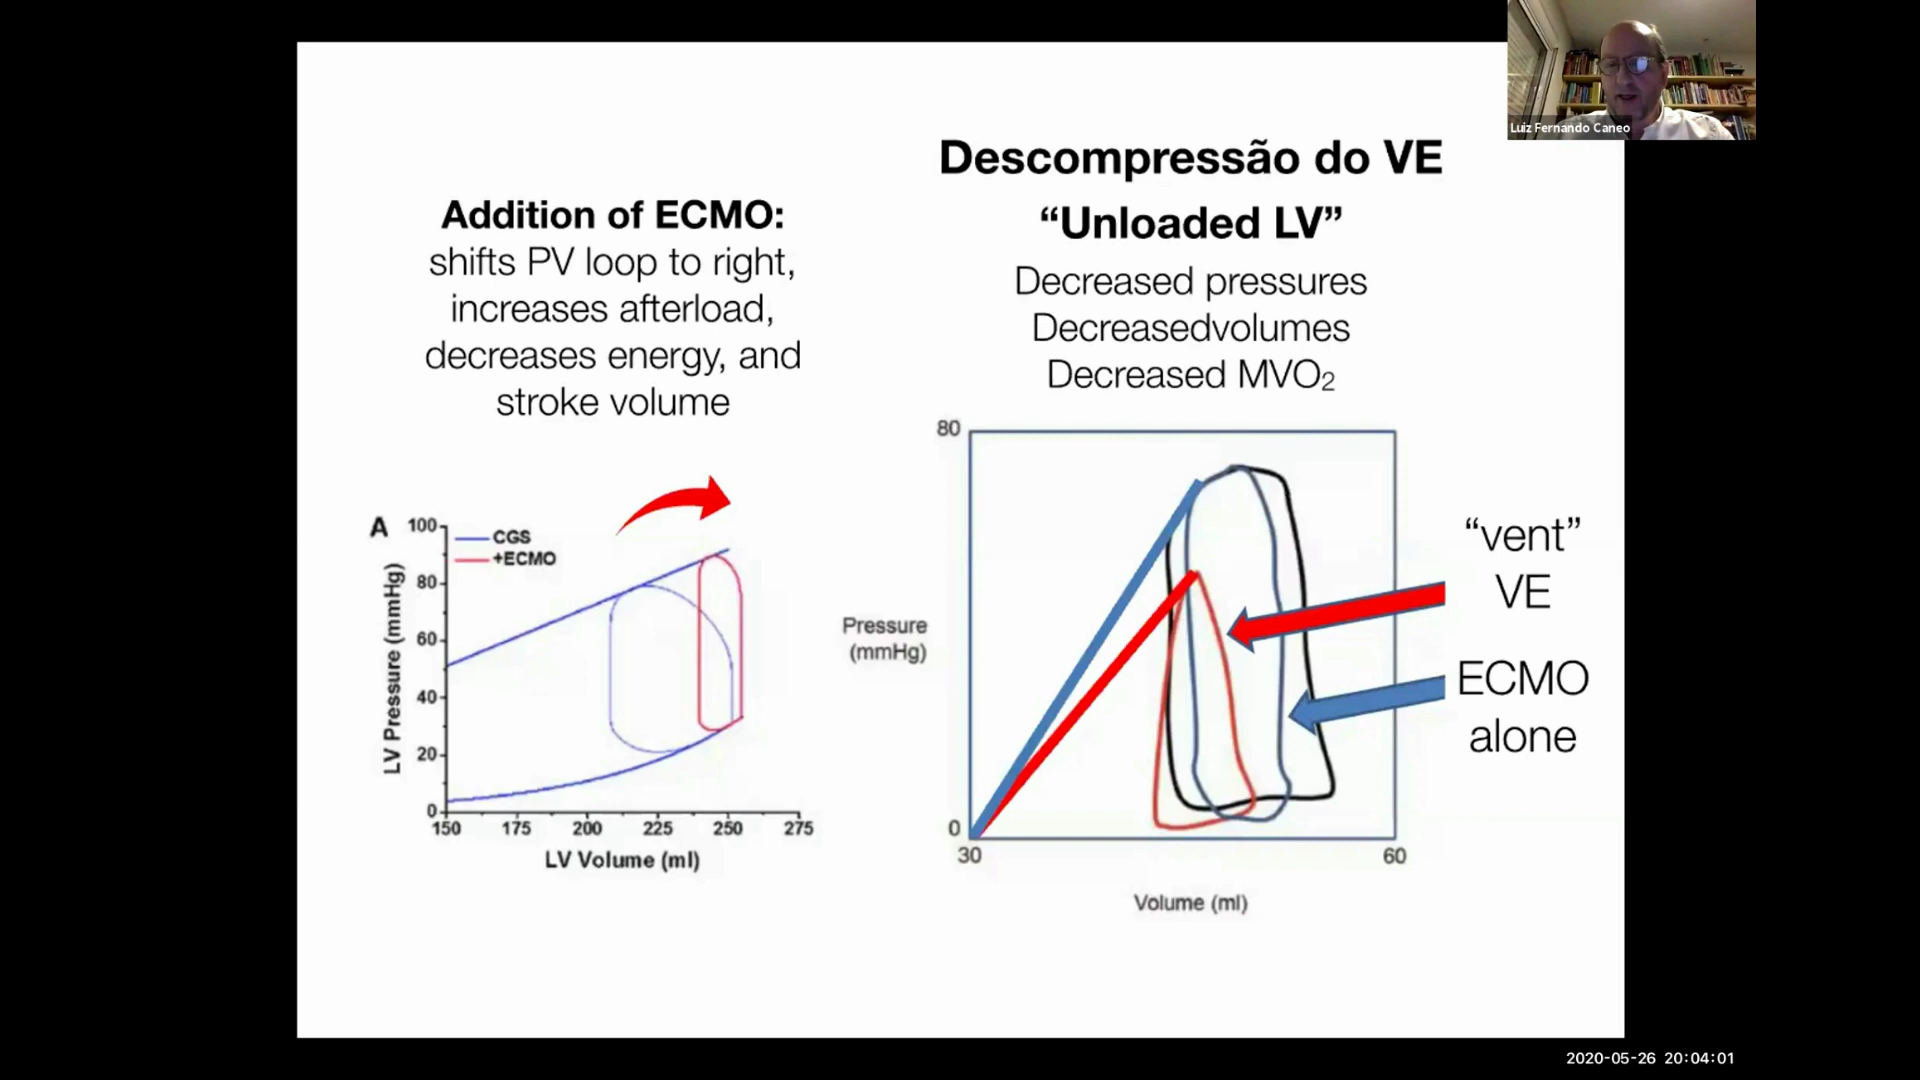 Luiz Fernando Caneo
Addition of ECMO:
shifts PV loop to right,
increases afterload,
decreases energy, and
stroke volume
A
CGS
+ECMO
100
80
60
40
20
0
LV Pressure (mmHg)
150 175 200 225 250 275
LV Volume (ml)
Descompressão do VE
“Unloaded LV”
Decreased pressures
Decreasedvolumes
Decreased MVO2
80
Pressure
(mmHg)
0
30 60
Volume (ml)
“vent”
VE
ECMO
alone
2020-05-26 20:04:01